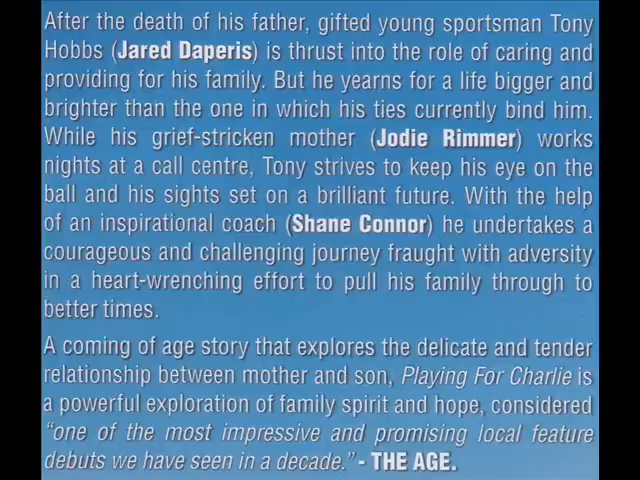 After the death of his father, gifted young sportsman Tony
Hobbs (Jared Daperis) is thrust into the role of caring and
providing for his family. But he yearns for a life bigger and
brighter than the one in which his ties currently bind him.
While his grief-stricken mother (Jodie Rimmer) works
nights at a call centre, Tony strives to keep his eye on the
ball and his sights set on a brilliant future. With the help
of an inspirational coach (Shane Connor) he undertakes a
courageous and challenging journey fraught with adversity
in a heart-wrenching effort to pull his family through to
better times.
A coming of age story that explores the delicate and tender
relationship between mother and son, Playing For Charlie is
a powerful exploration of family spirit and hope, considered
“one of the most impressive and promising local feature
debuts we have seen in a decade.” - THE AGE.